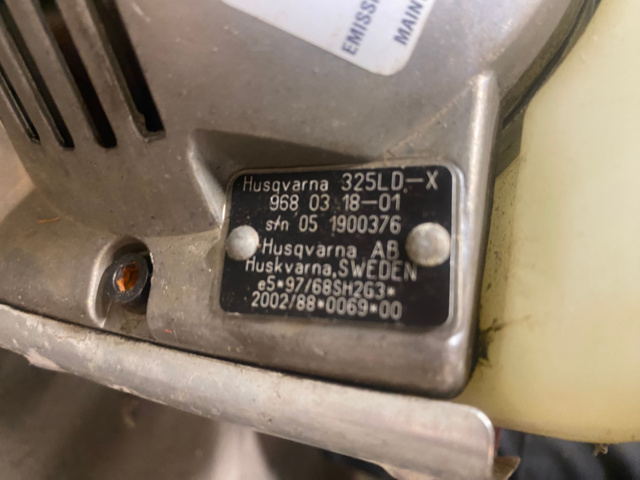 EMISSI
MAIN
Husqvarna 325LD-X
968 03 18-01
s/n 05 1900376
Husqvarna AB
Huskvarna, SWEDEN
e5*97/68SH2G3*
2002/88*0069*00